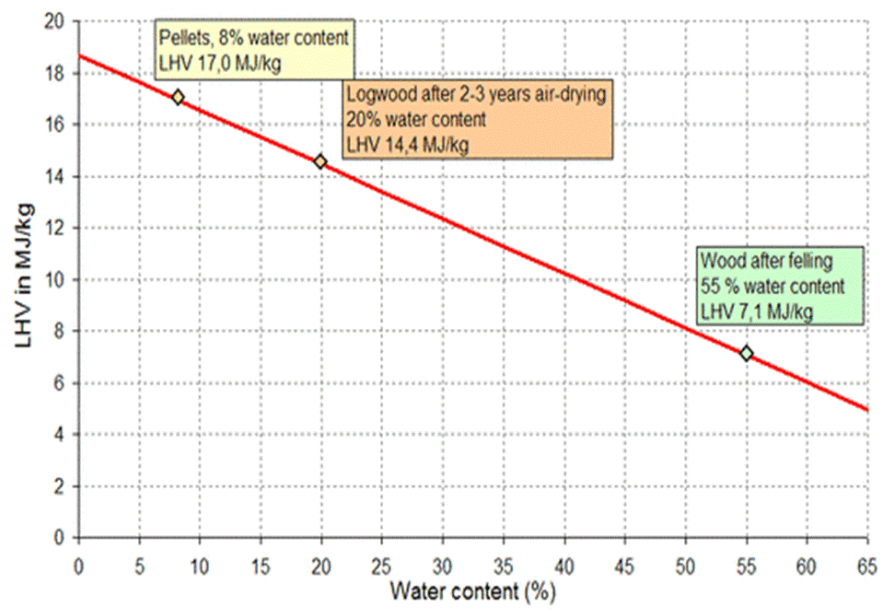 20
18
16
14
12
10
8
6
4
2
0
LHV in MJ/kg
Pellets, 8% water content
LHV 17,0 MJ/kg
Logwood after 2-3 years air-drying
20% water content
LHV 14,4 MJ/kg
Wood after felling
55 % water content
LHV 7,1 MJ/kg
0 5 10 15 20 25 30 35 40 45 50 55 60 65
Water content (%)